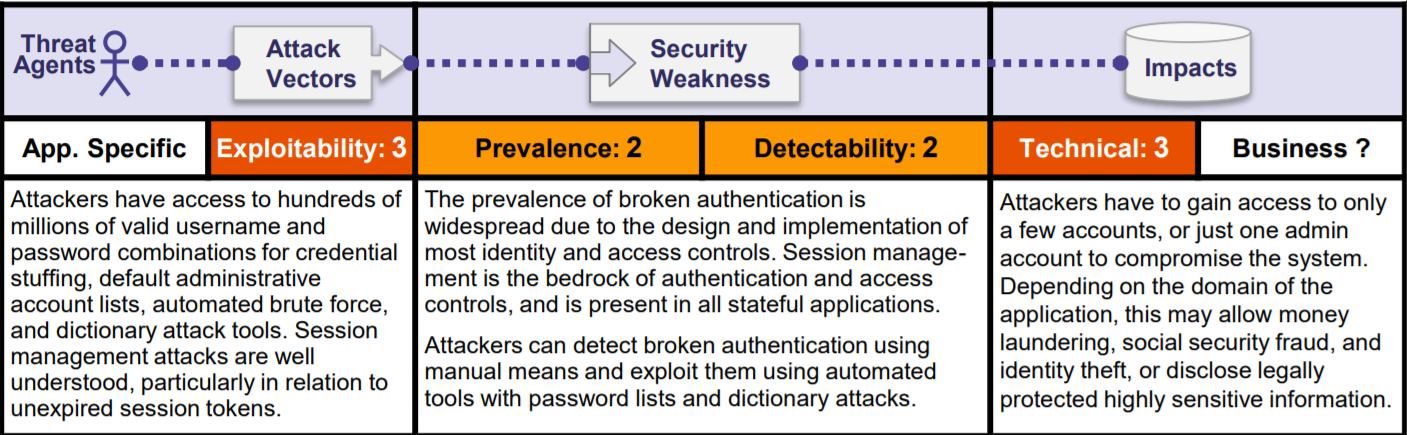 Threat
Agents
Attack
Vectors
Security
Weakness
Impacts
App. Specific
Exploitability: 3
Prevalence: 2
Detectability: 2
Technical: 3
Business ?
Attackers have access to hundreds of
millions of valid username and
password combinations for credential
stuffing, default administrative
account lists, automated brute force,
and dictionary attack tools. Session
management attacks are well
understood, particularly in relation to
unexpired session tokens.
The prevalence of broken authentication is
widespread due to the design and implementation of
most identity and access controls. Session manage-
ment is the bedrock of authentication and access
controls, and is present in all stateful applications.
Attackers can detect broken authentication using
manual means and exploit them using automated
tools with password lists and dictionary attacks.
Attackers have to gain access to only
a few accounts, or just one admin
account to compromise the system.
Depending on the domain of the
application, this may allow money
laundering, social security fraud, and
identity theft, or disclose legally
protected highly sensitive information.